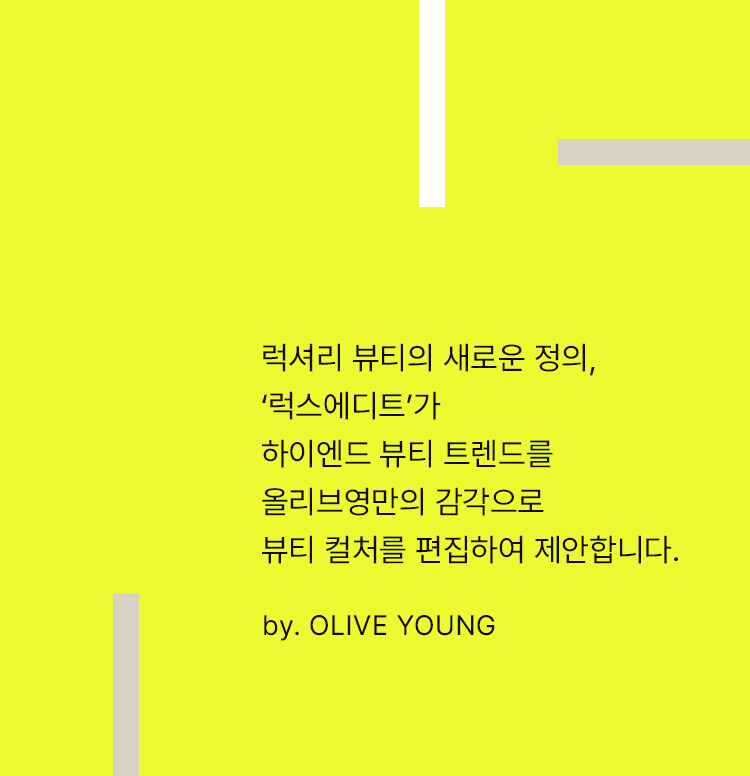 럭셔리 뷰티의 새로운 정의,
‘럭스에디트’가
하이엔드 뷰티 트렌드를
올리브영만의 감각으로
뷰티 컬처를 편집하여 제안합니다.
by. OLIVE YOUNG